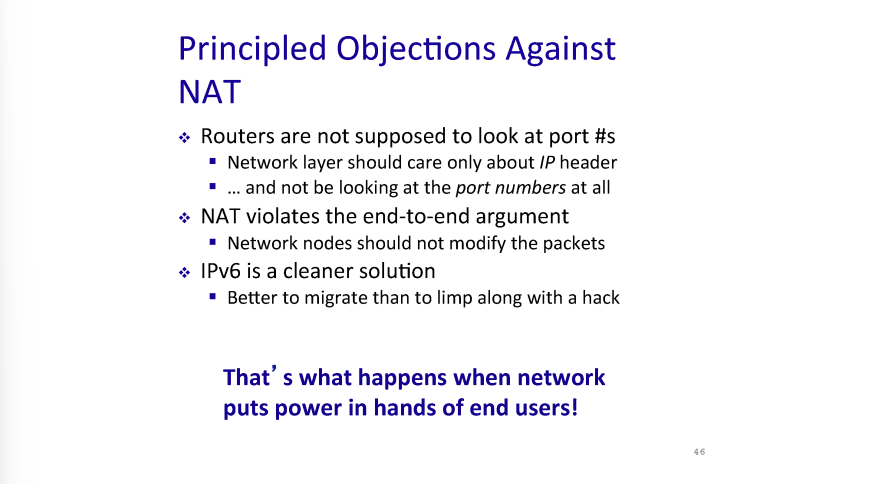 Principled Objections Against
NAT
❖ Routers are not supposed to look at port #s
▪ Network layer should care only about IP header
▪ … and not be looking at the port numbers at all
❖ NAT violates the end-to-end argument
▪ Network nodes should not modify the packets
❖ IPv6 is a cleaner solution
▪ Better to migrate than to limp along with a hack
That’s what happens when network
puts power in hands of end users!
46